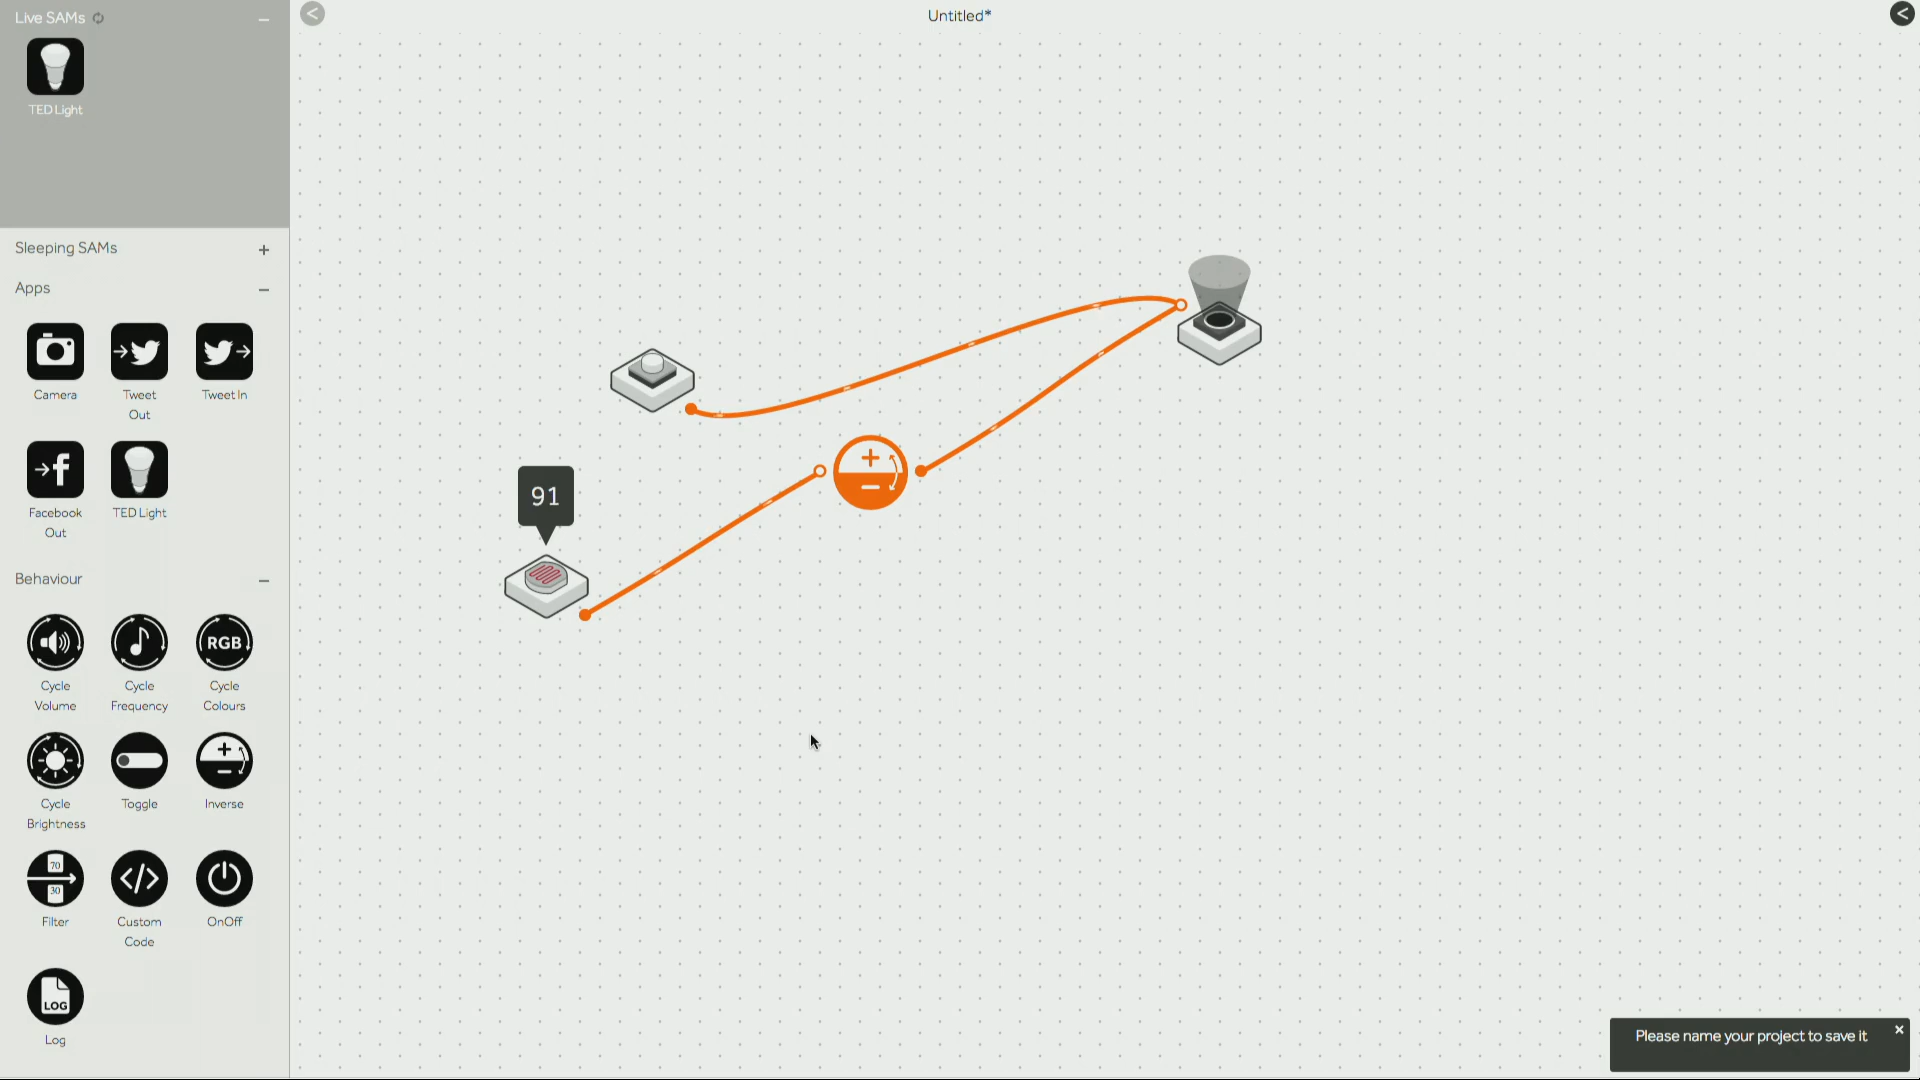 Live SAMs
Untitled*
TED Light
Sleeping SAMs
Apps
Camera
Tweet
Out
Tweet In
Facebook
Out
TED Light
91
Behaviour
Cycle
Volume
Cycle
Frequency
RGB
Cycle
Colours
Cycle
Brightness
Toggle
Inverse
70
30
Filter
Custom
Code
OnOff
LOG
Log
Please name your project to save it